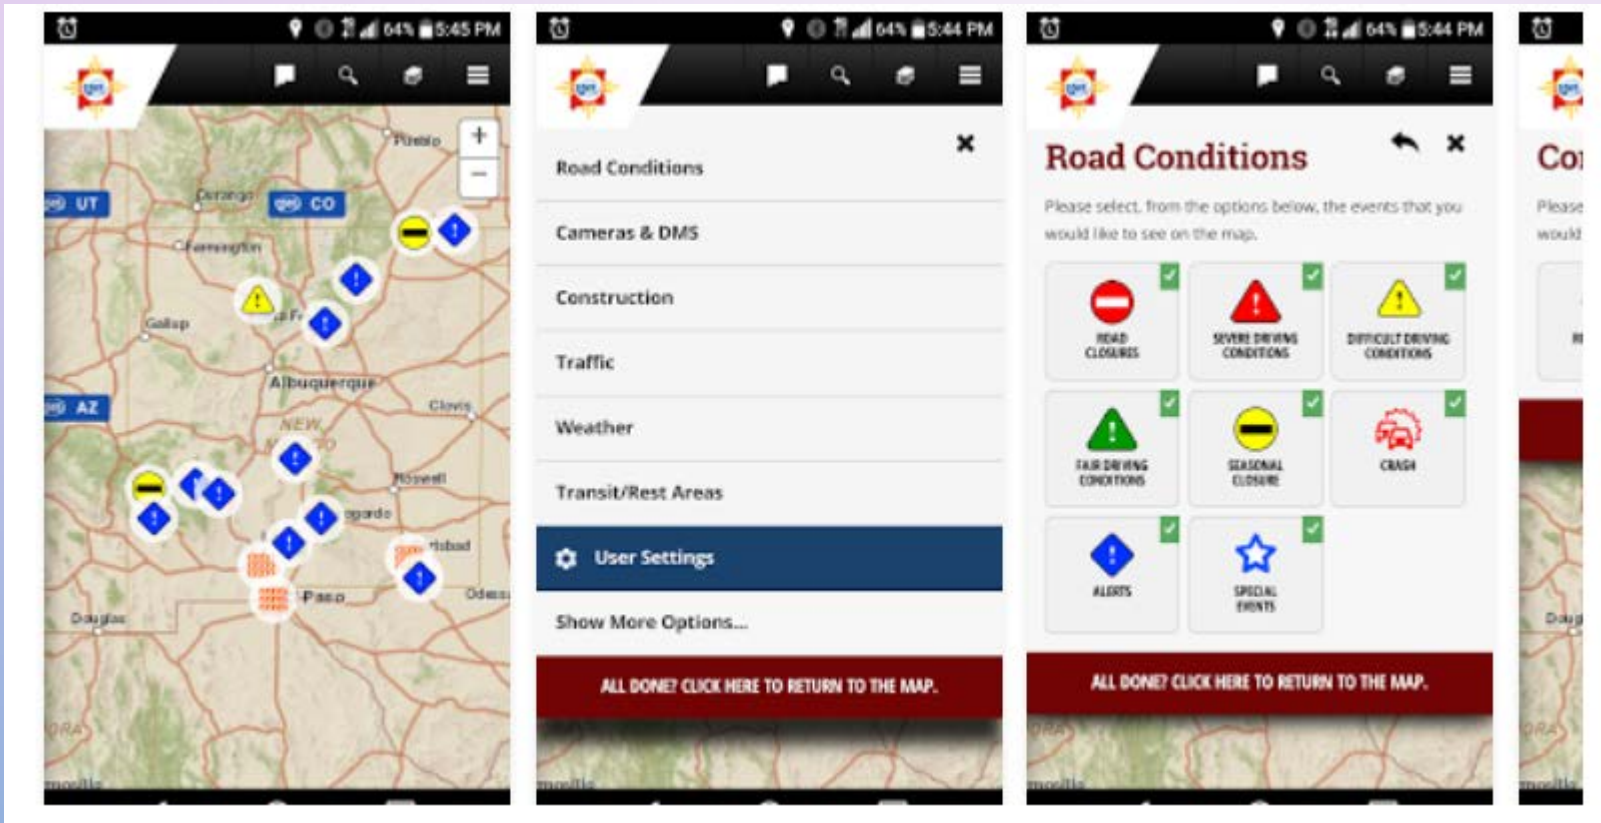 64% 5:45 PM
Pueblo
+
−
Durango
UT
CO
Farmington
Gallup
Albuquerque
AZ
Clovis
NEW
Roswell
ogordo
rlsbad
Paso
Odess
Douglas
64% 5:44 PM
Road Conditions
Cameras & DMS
Construction
Traffic
Weather
Transit/Rest Areas
User Settings
Show More Options...
ALL DONE? CLICK HERE TO RETURN TO THE MAP.
64% 5:44 PM
Road Conditions
Please select, from the options below, the events that you
would like to see on the map.
ROAD
CLOSURES
SEVERE DRIVING
CONDITIONS
DIFFICULT DRIVING
CONDITIONS
FAIR DRIVING
CONDITIONS
SEASONAL
CLOSURE
CRASH
ALERTS
SPECIAL
EVENTS
ALL DONE? CLICK HERE TO RETURN TO THE MAP.
Co
Please
would
Doug